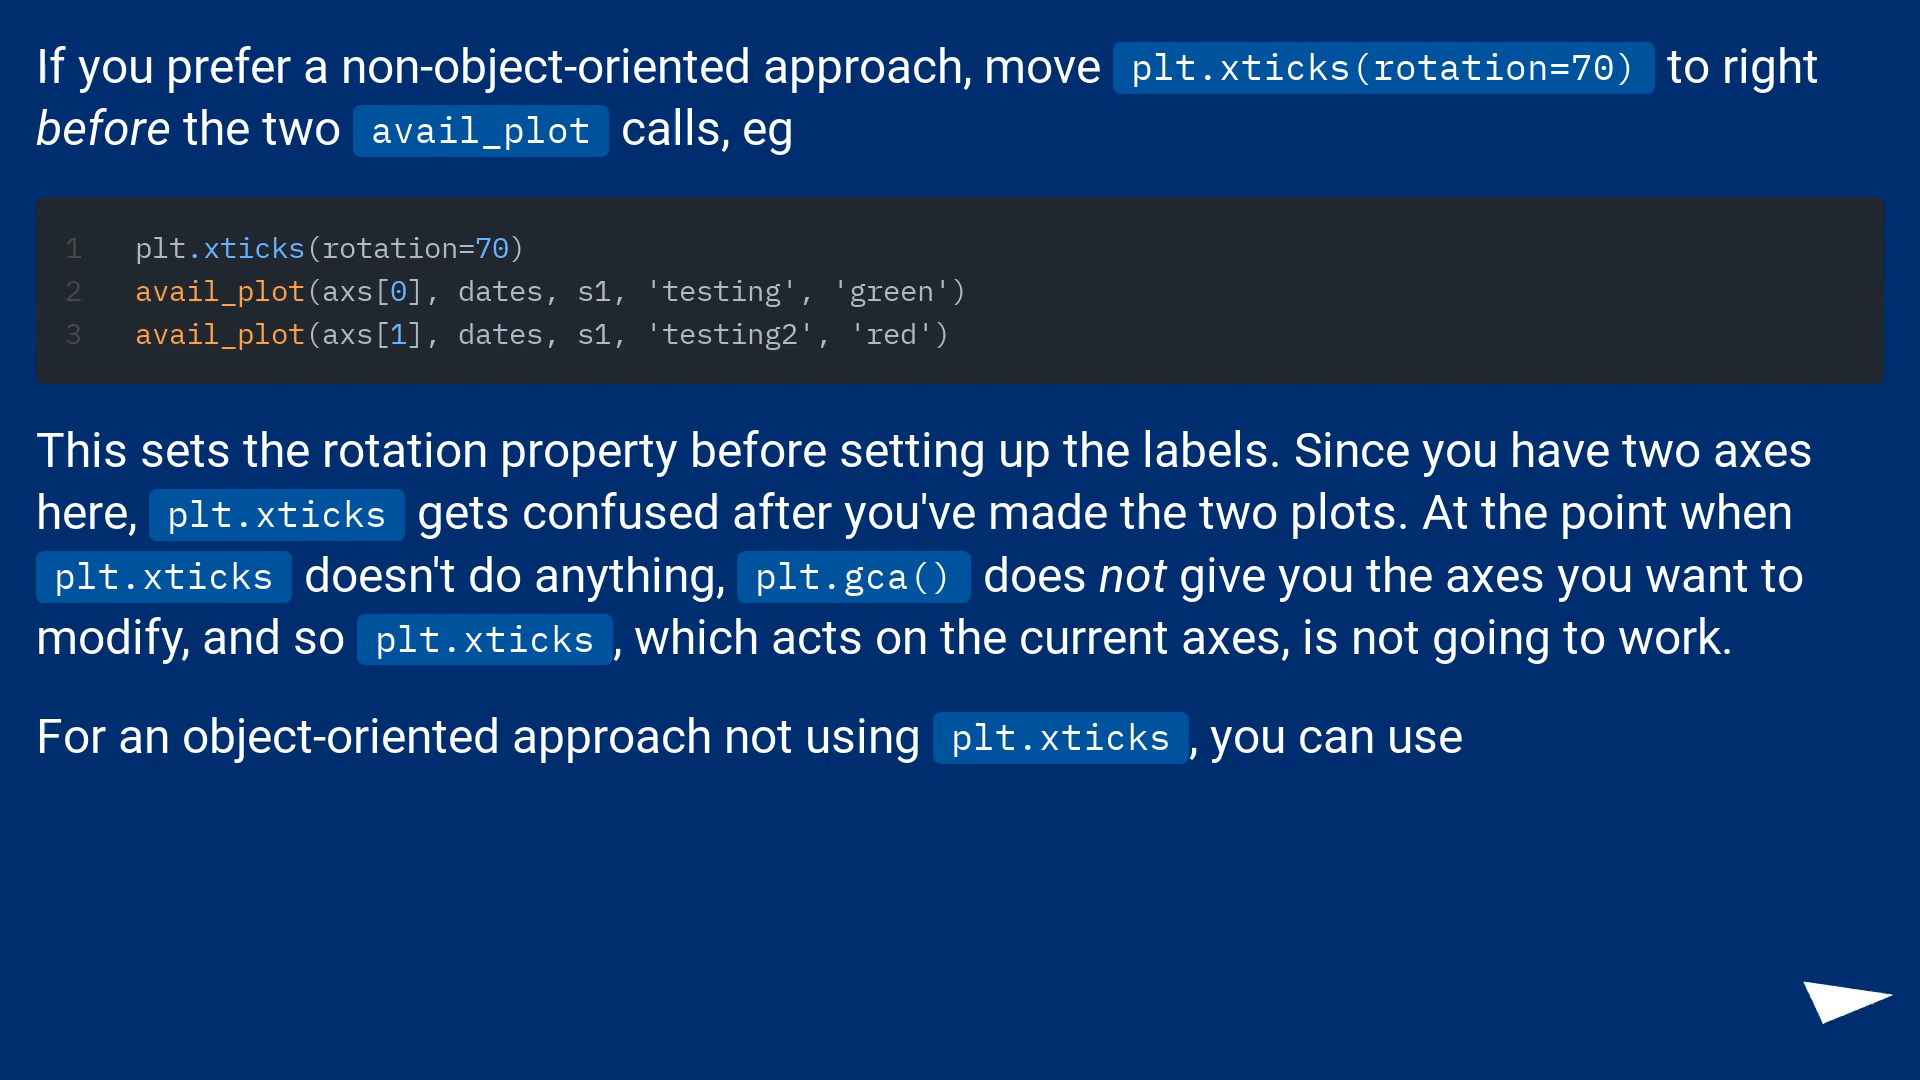 If you prefer a non-object-oriented approach, move plt.xticks(rotation=70) to right
before the two avail_plot calls, eg
1 plt.xticks(rotation=70)
2 avail_plot(axs[0], dates, s1, 'testing', 'green')
3 avail_plot(axs[1], dates, s1, 'testing2', 'red')
This sets the rotation property before setting up the labels. Since you have two axes
here, plt.xticks gets confused after you've made the two plots. At the point when
plt.xticks doesn't do anything, plt.gca() does not give you the axes you want to
modify, and so plt.xticks, which acts on the current axes, is not going to work.
For an object-oriented approach not using plt.xticks, you can use